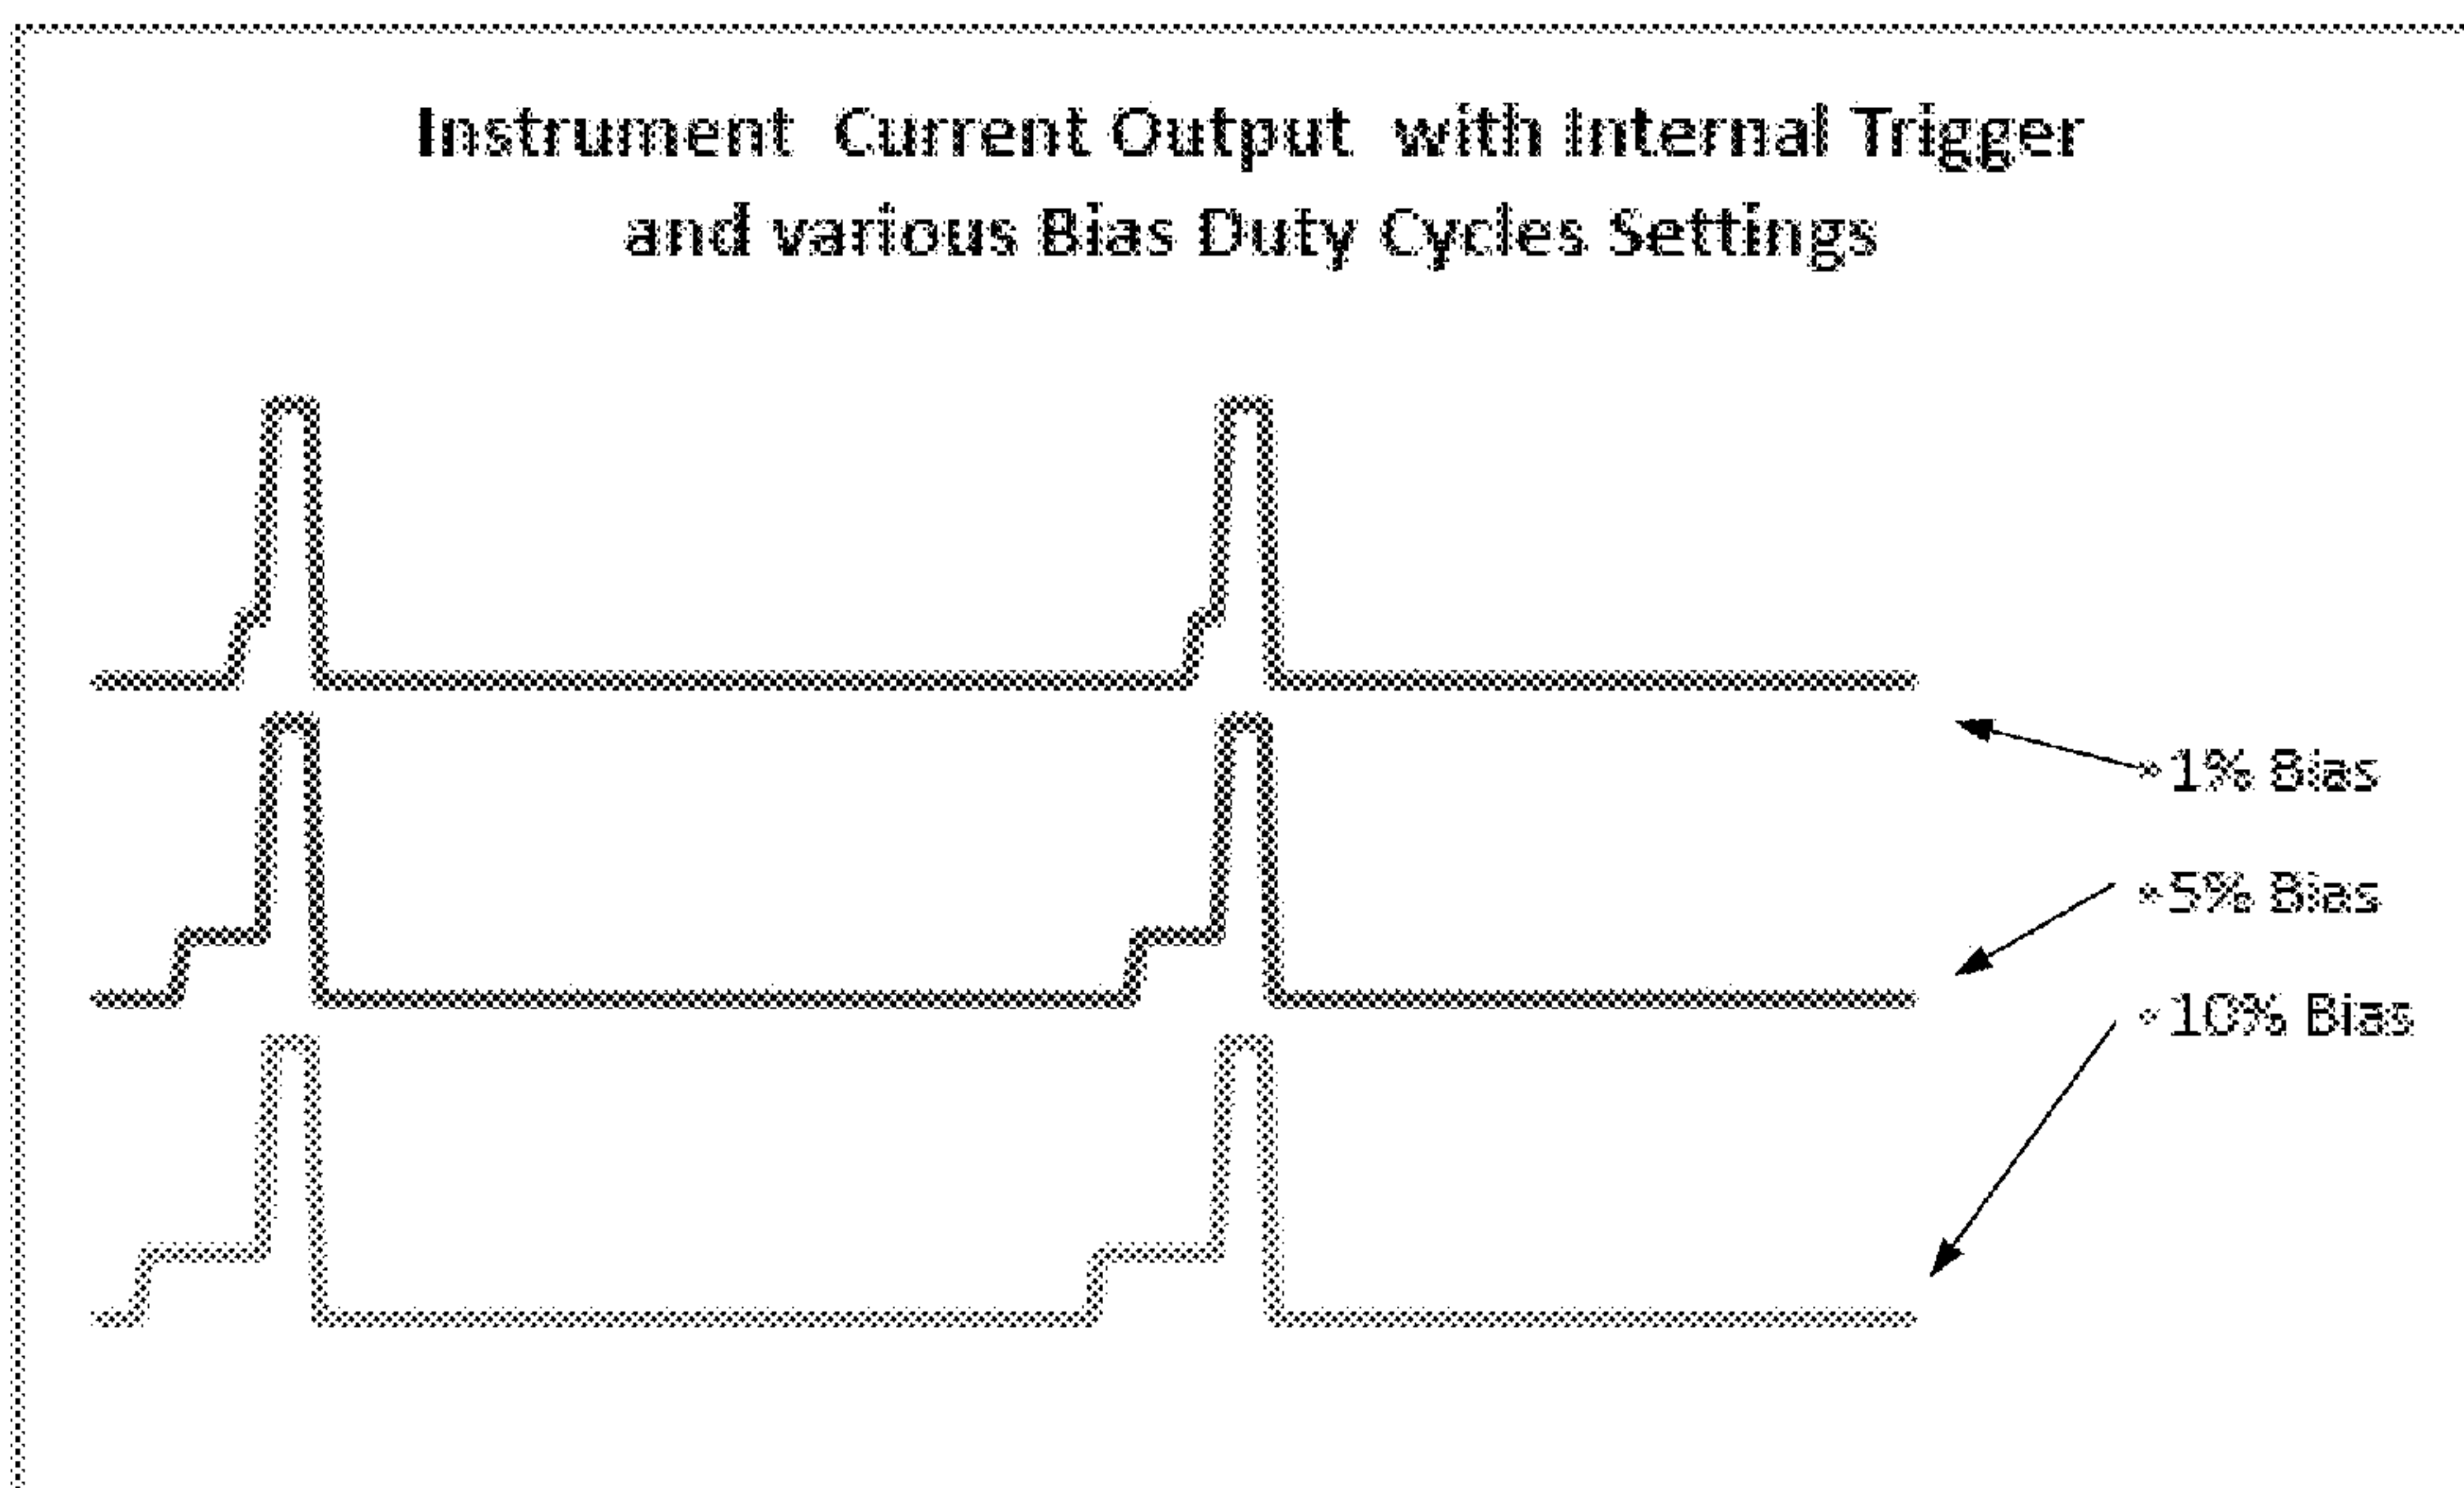 Instrument Current Output with Internal Trigger
and various Bias Duty Cycles Settings
1% Bias
5% Bias
10% Bias